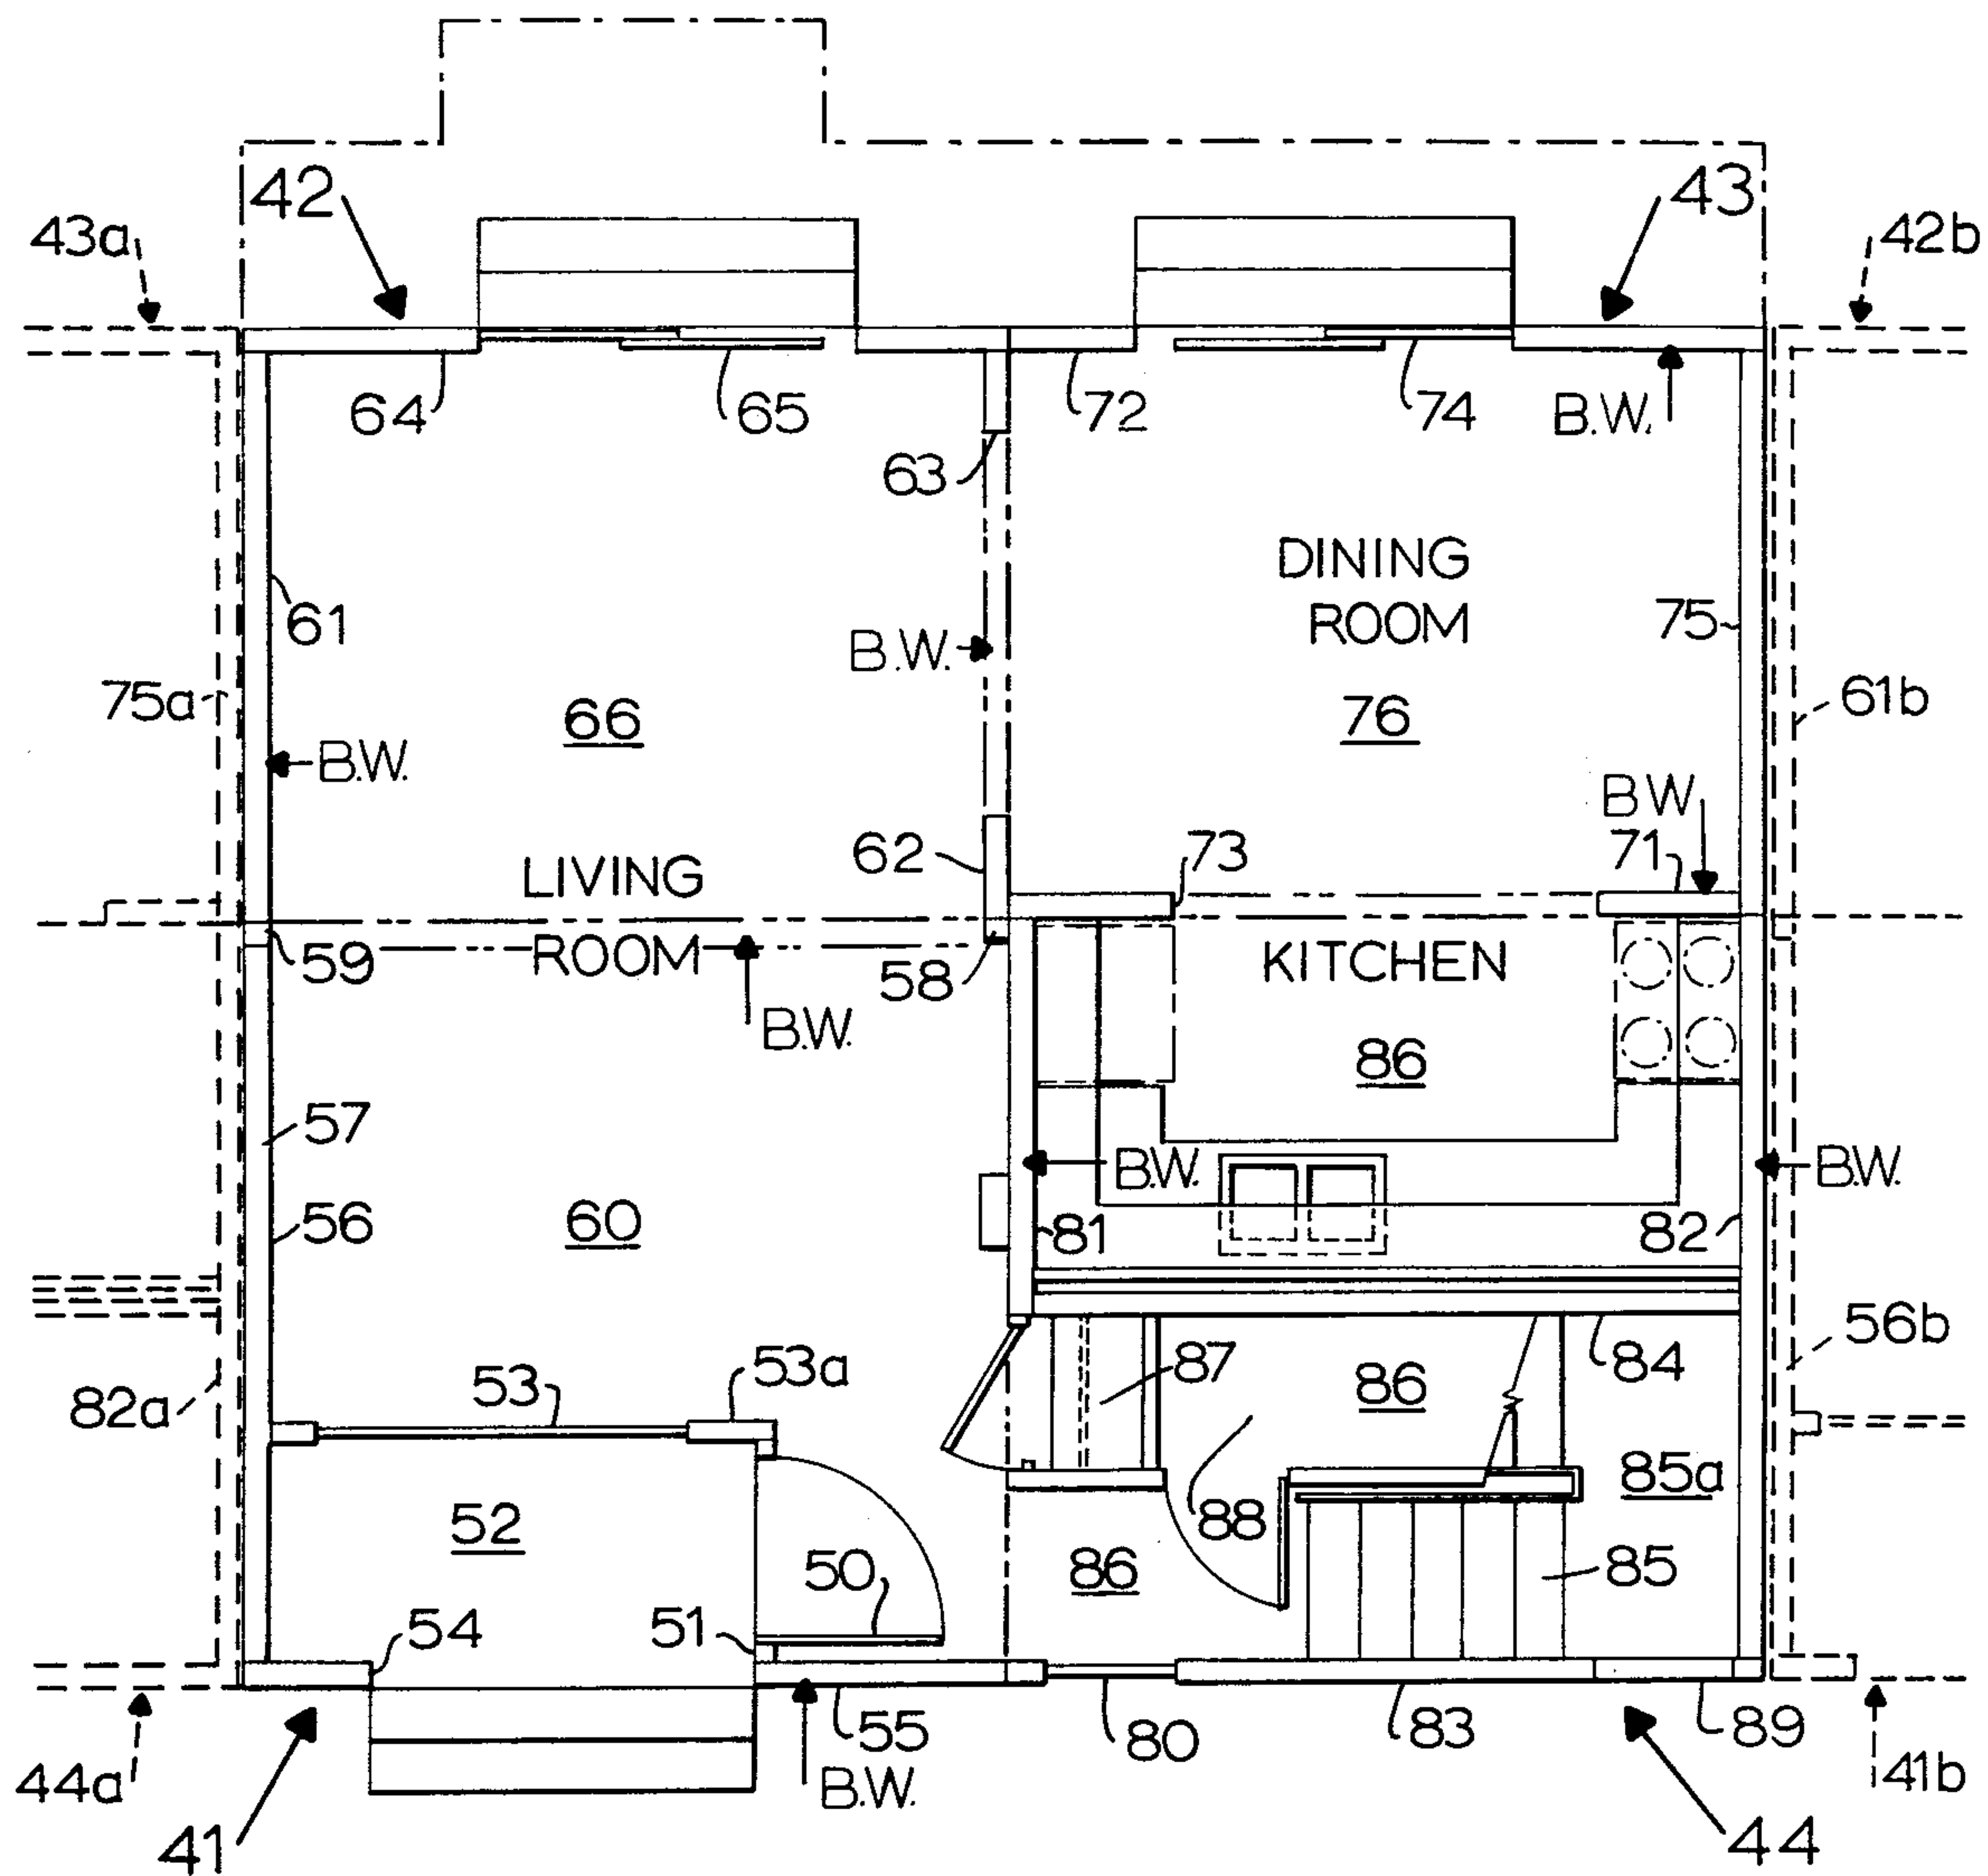 42
43
43a
42b
64
65
72
74
B.W.
63
DINING
ROOM
61
75
B.W.
75a
66
76
61b
B.W.
BW
62
73
71
LIVING
ROOM
KITCHEN
59
58
B.W.
86
57
B.W.
B.W.
56
60
81
82
53
53a
87
86
84
56b
82a
85a
52
88
50
86
85
54
51
44a
55
80
83
89
41b
B.W.
41
44